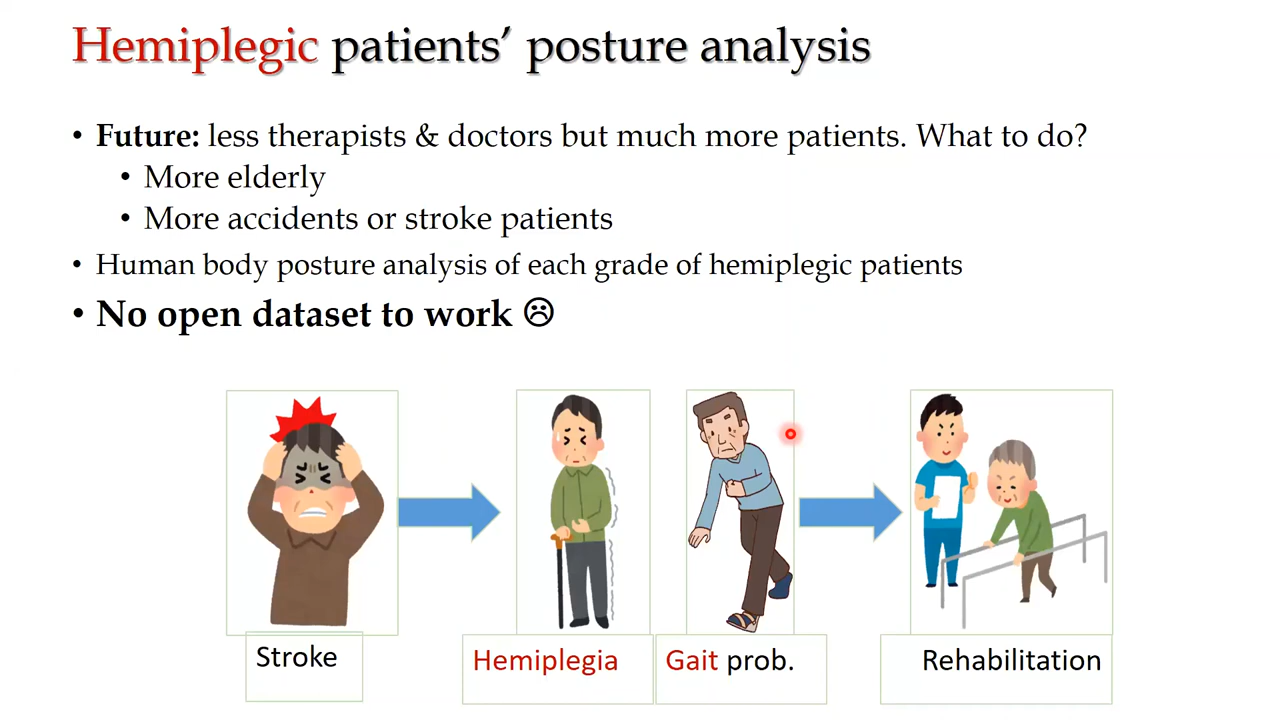 Hemiplegic patients' posture analysis
• Future: less therapists & doctors but much more patients. What to do?
• More elderly
• More accidents or stroke patients
• Human body posture analysis of each grade of hemiplegic patients
• No open dataset to work ☹
Stroke
Hemiplegia
Gait prob.
Rehabilitation